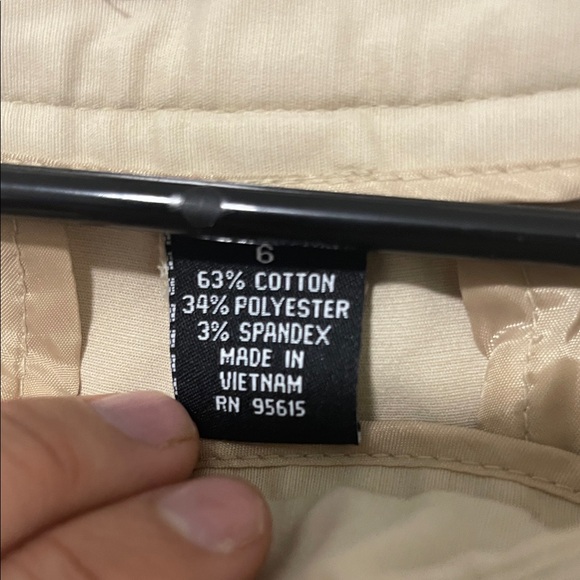 6
63% COTTON
34% POLYESTER
3% SPANDEX
MADE IN
VIETNAM
RN 95615